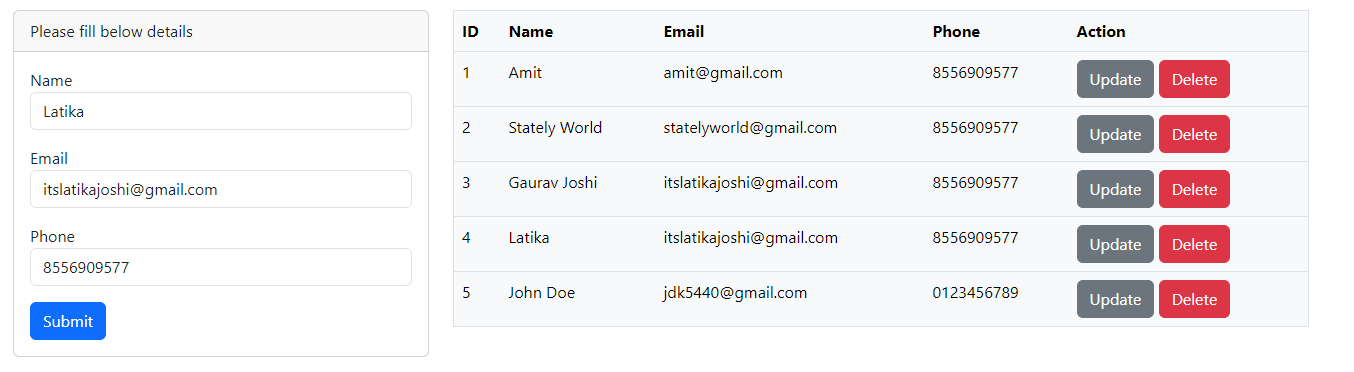 Please fill below details
Name
Latika
Email
itslatikajoshi@gmail.com
Phone
8556909577
Submit
ID Name Email Phone Action
1 Amit amit@gmail.com 8556909577 Update Delete
2 Stately World statelyworld@gmail.com 8556909577 Update Delete
3 Gaurav Joshi itslatikajoshi@gmail.com 8556909577 Update Delete
4 Latika itslatikajoshi@gmail.com 8556909577 Update Delete
5 John Doe jdk5440@gmail.com 0123456789 Update Delete